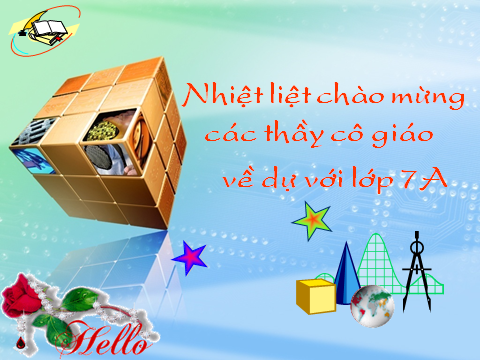 Nhiệt liệt chào mừng
các thầy cô giáo
về dự với lớp 7A
Hello